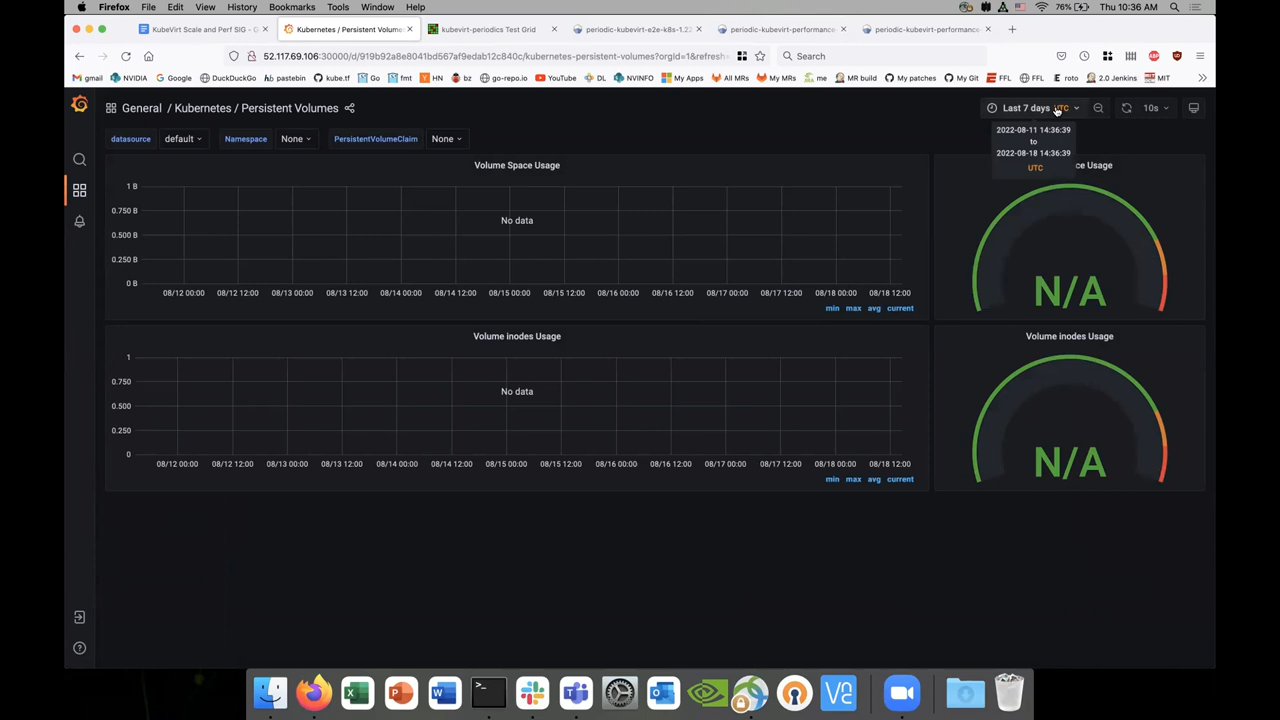 Firefox File Edit View History Bookmarks Tools Window Help 76% Thu 10:36 AM
KubeVirt Scale and Perf SIG - G
Kubernetes / Persistent Volume
kubevirt-periodics Test Grid
periodic-kubevirt-e2e-k8s-1.22
periodic-kubevirt-performance
periodic-kubevirt-performance
52.117.69.106:30000/d/919b92a8e8041bd567af9edab12c840c/kubernetes-persistent-volumes?orgId=1&refresh
Search
gmail NVIDIA Google DuckDuckGo pastebin kube.tf Go fmt HN bz go-repo.io YouTube DL NVINFO My Apps All MRs My MRs me MR build My patches My Git FFL FFL roto 2.0 Jenkins MIT
General / Kubernetes / Persistent Volumes
Last 7 days UTC
10s
2022-08-11 14:36:39
to
2022-08-18 14:36:39
UTC
datasource default Namespace None PersistentVolumeClaim None
Volume Space Usage
1 B
0.750 B
0.500 B
0.250 B
0 B
No data
08/12 00:00 08/12 12:00 08/13 00:00 08/13 12:00 08/14 00:00 08/14 12:00 08/15 00:00 08/15 12:00 08/16 00:00 08/16 12:00 08/17 00:00 08/17 12:00 08/18 00:00 08/18 12:00
min max avg current
ce Usage
N/A
Volume inodes Usage
1
0.750
0.500
0.250
0
No data
08/12 00:00 08/12 12:00 08/13 00:00 08/13 12:00 08/14 00:00 08/14 12:00 08/15 00:00 08/15 12:00 08/16 00:00 08/16 12:00 08/17 00:00 08/17 12:00 08/18 00:00 08/18 12:00
min max avg current
Volume inodes Usage
N/A